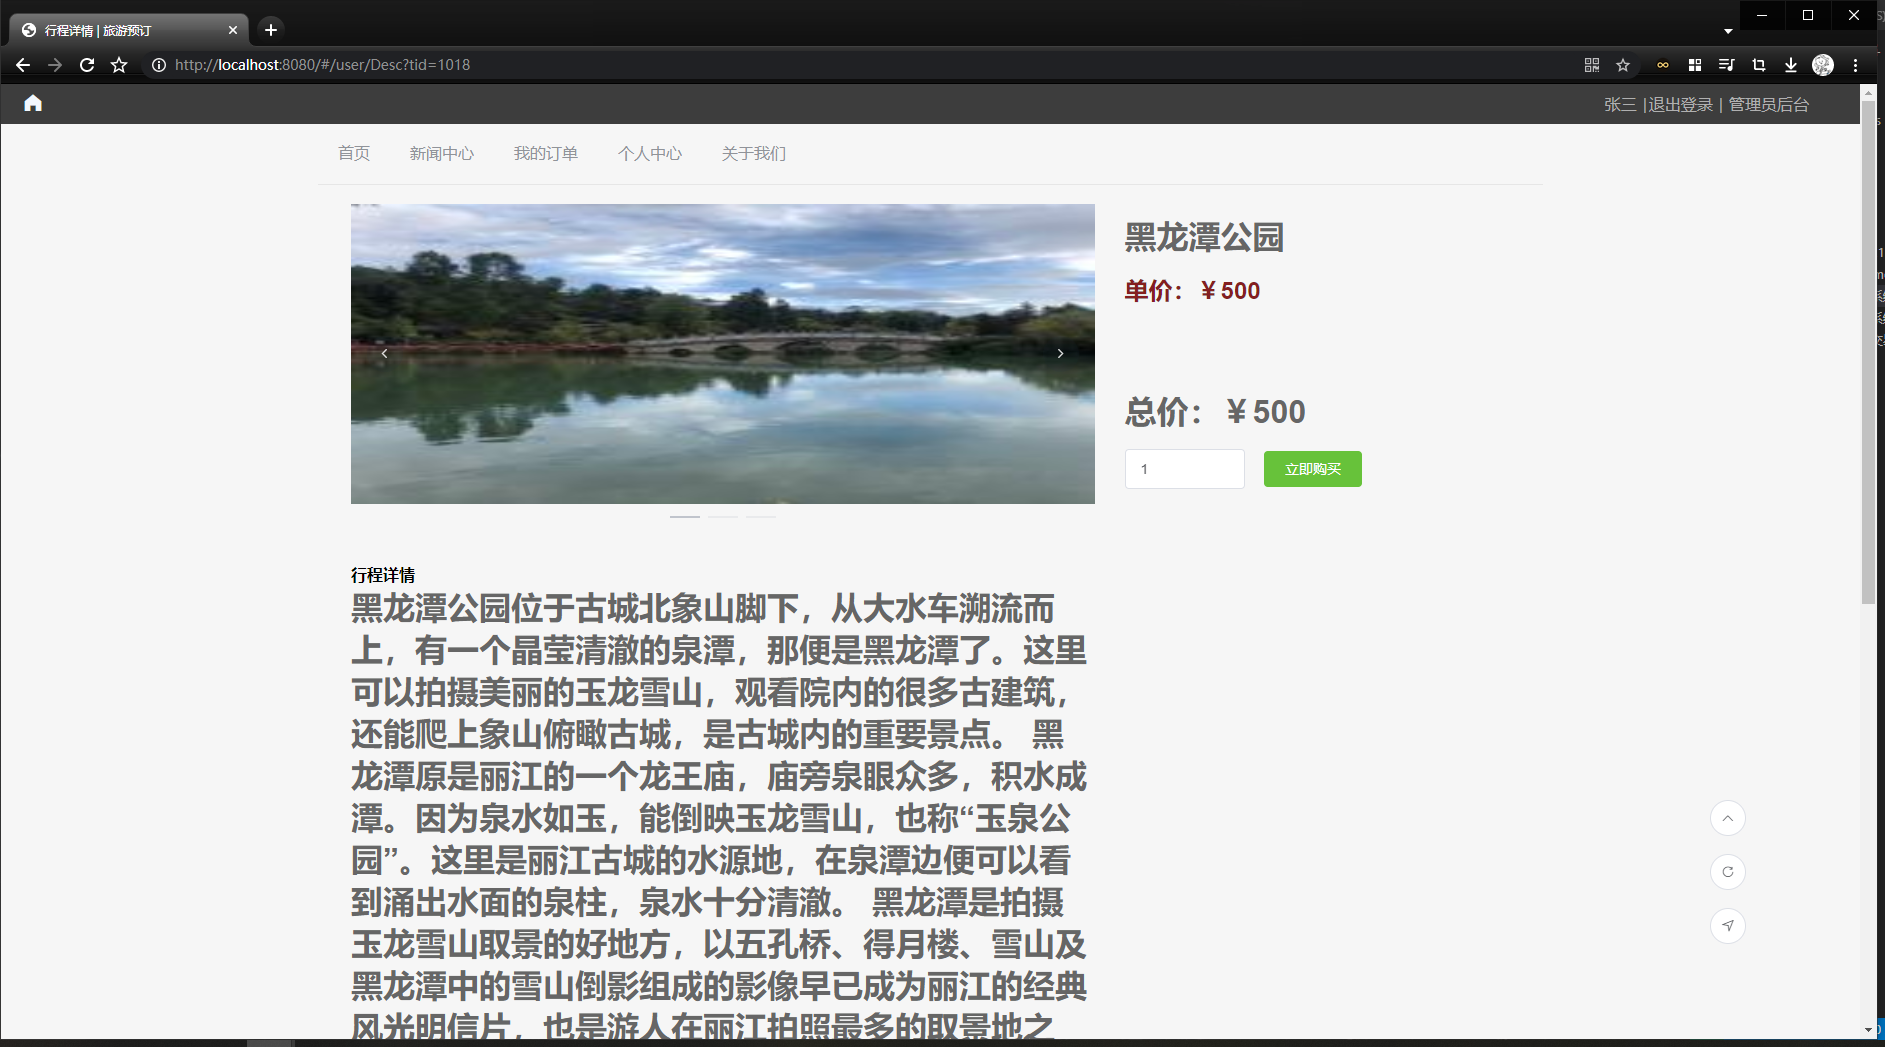 行程详情 | 旅游预订
http://localhost:8080/#/user/Desc?tid=1018
张三 |退出登录 | 管理员后台
首页 新闻中心 我的订单 个人中心 关于我们
黑龙潭公园
单价：￥500
总价：￥500
1 立即购买
行程详情
黑龙潭公园位于古城北象山脚下，从大水车溯流而
上，有一个晶莹清澈的泉潭，那便是黑龙潭了。这里
可以拍摄美丽的玉龙雪山，观看院内的很多古建筑，
还能爬上象山俯瞰古城，是古城内的重要景点。 黑
龙潭原是丽江的一个龙王庙，庙旁泉眼众多，积水成
潭。因为泉水如玉，能倒映玉龙雪山，也称“玉泉公
园”。这里是丽江古城的水源地，在泉潭边便可以看
到涌出水面的泉柱，泉水十分清澈。 黑龙潭是拍摄
玉龙雪山取景的好地方，以五孔桥、得月楼、雪山及
黑龙潭中的雪山倒影组成的影像早已成为丽江的经典
风光明信片，也是游人在丽江拍照最多的取景地之